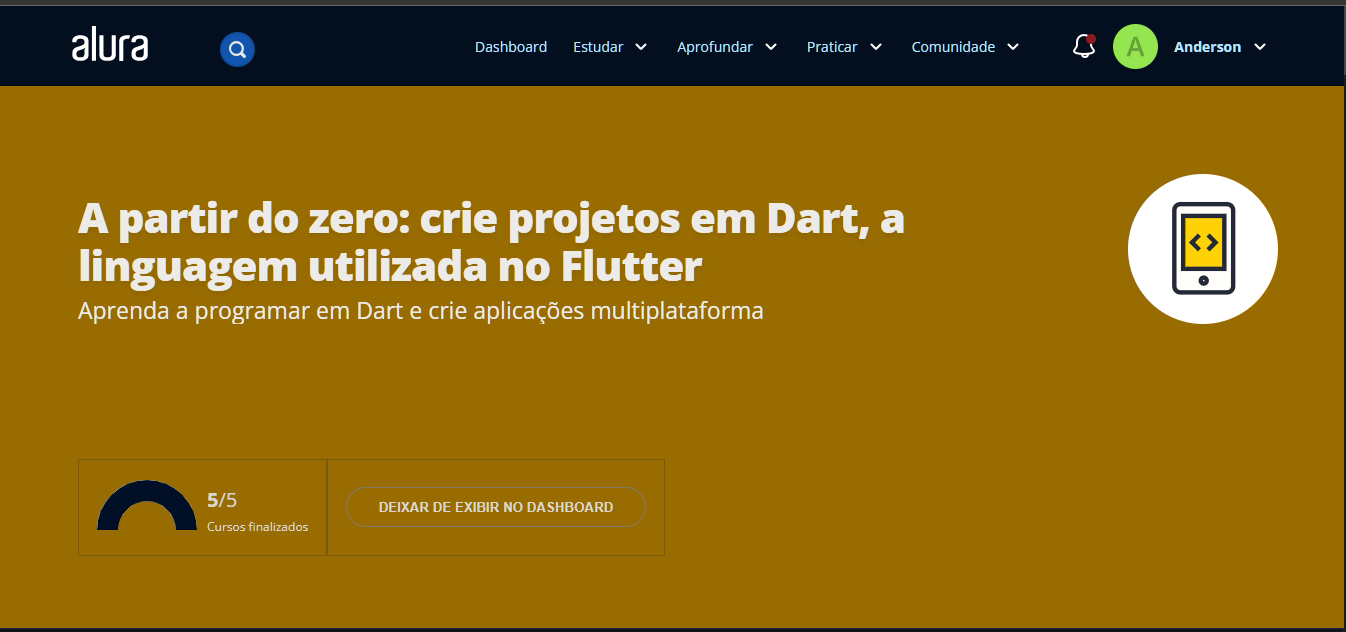 alura
Dashboard Estudar Aprofundar Praticar Comunidade A Anderson
A partir do zero: crie projetos em Dart, a
linguagem utilizada no Flutter
Aprenda a programar em Dart e crie aplicações multiplataforma
5/5
Cursos finalizados
DEIXAR DE EXIBIR NO DASHBOARD